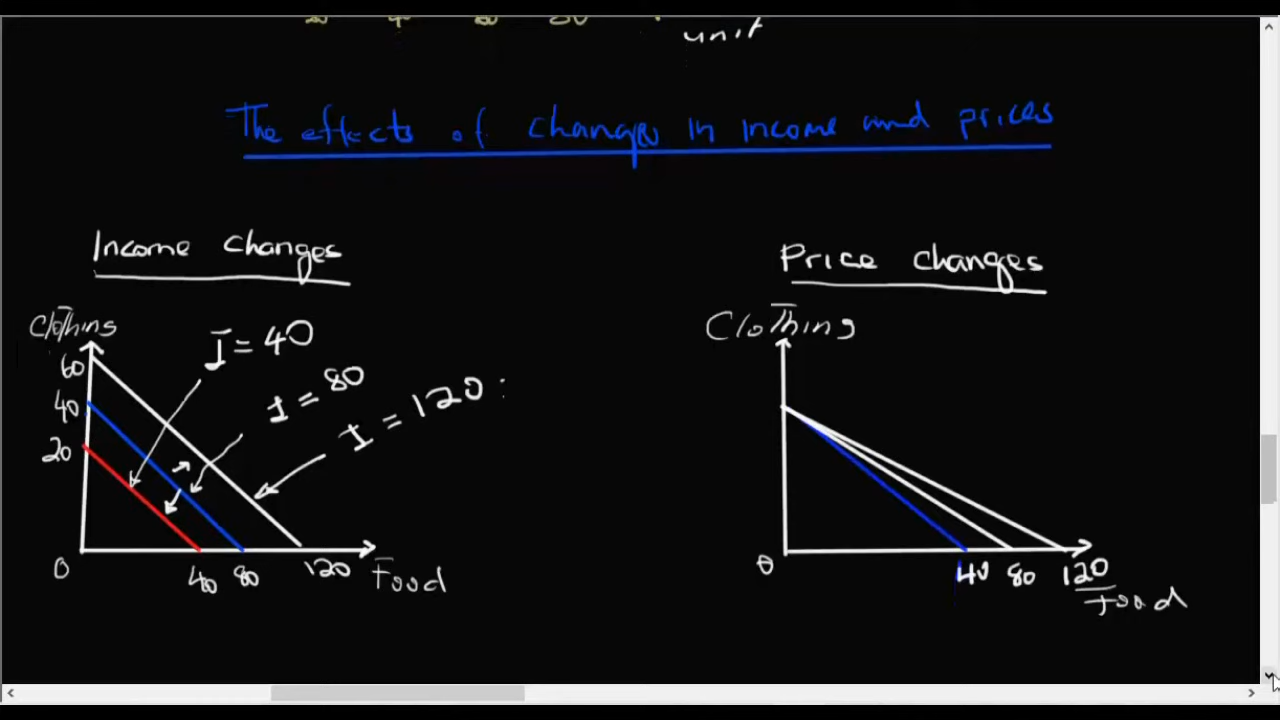 unit
The effects of changes in income and prices
Income changes
Clothing
60
40
20
0
40 80 120 Food
I = 40
I = 80
I = 120
Price changes
Clothing
0
40 80 120
Food